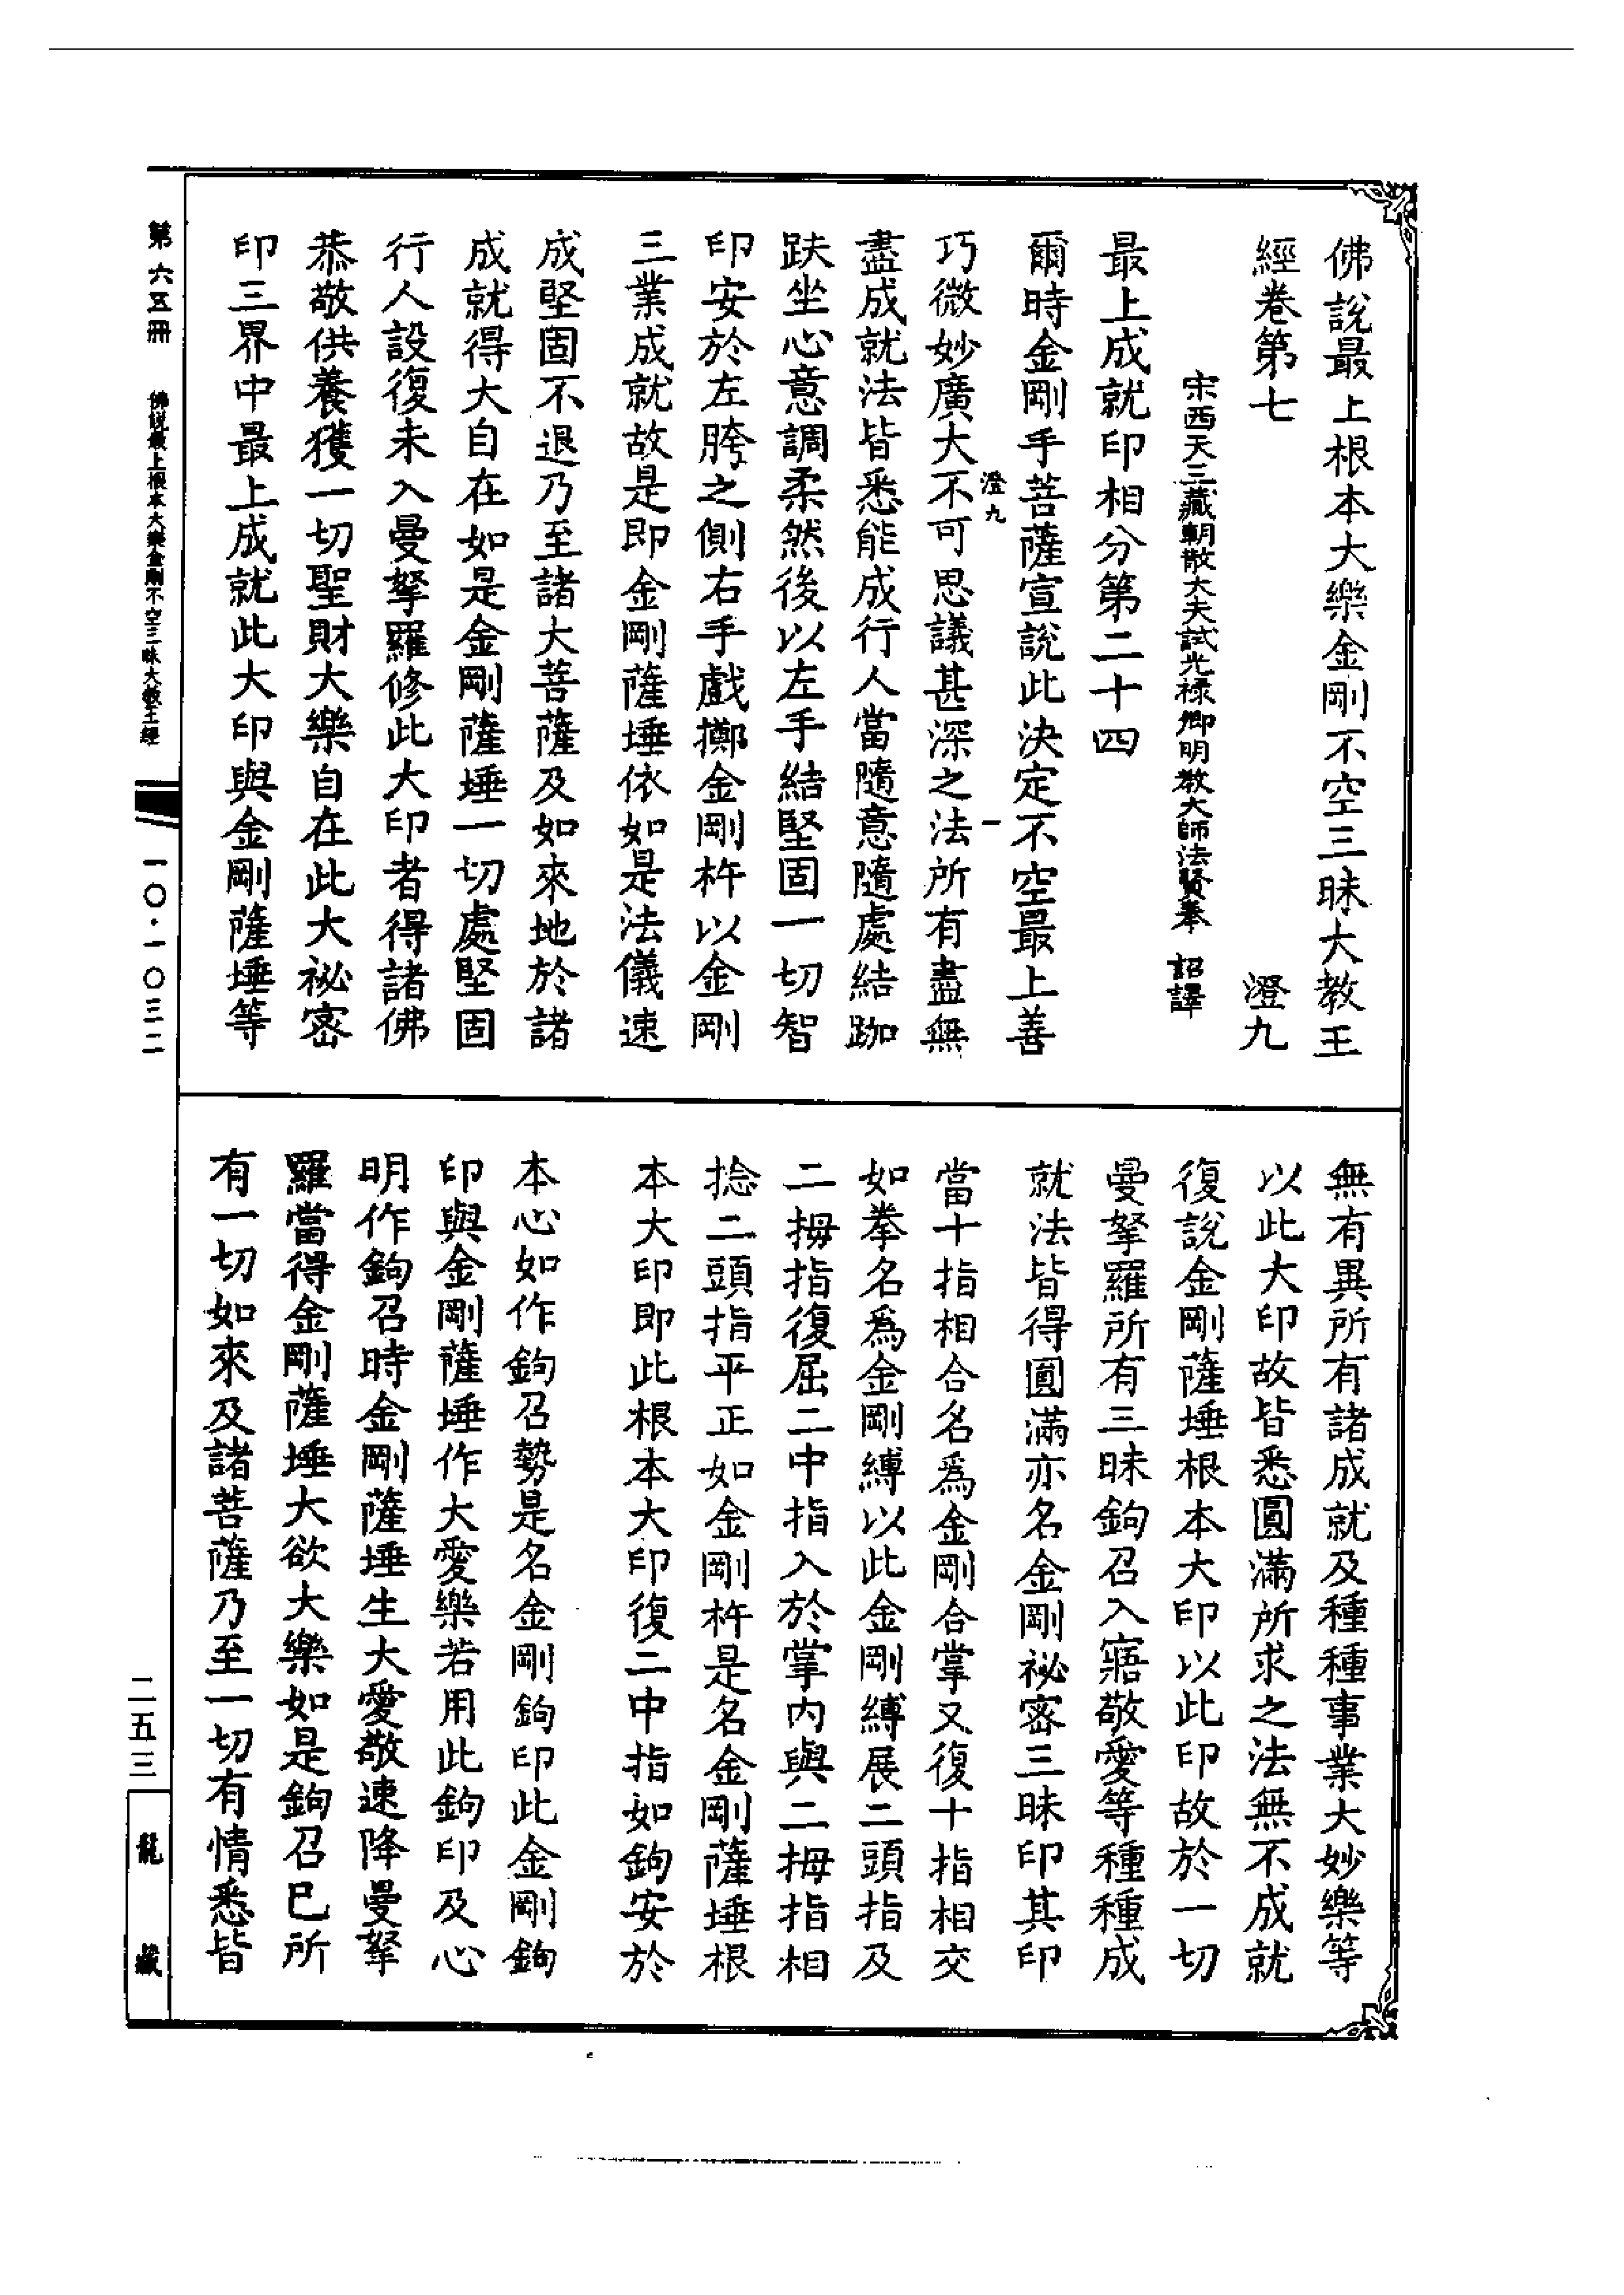 佛說最上根本大樂金剛不空三昧大教王
經卷第七　澄九
宋西天三藏朝散大夫試光祿卿明教大師法賢奉　詔譯
最上成就印相分第二十四
爾時金剛手菩薩宣說此決定不空最上善
澄九　一
巧微妙廣大不可思議甚深之法所有盡無
盡成就法皆悉能成行人當隨意隨處結跏
趺坐心意調柔然後以左手結堅固一切智
印安於左胯之側右手戲擲金剛杵以金剛
三業成就故是即金剛薩埵依如是法儀速
成堅固不退乃至諸大菩薩及如來地於諸
成就得大自在如是金剛薩埵一切處堅固
行人設復未入曼拏羅修此大印者得諸佛
恭敬供養獲一切聖財大樂自在此大祕密
印三界中最上成就此大印與金剛薩埵等
無有異所有諸成就及種種事業大妙樂等
以此大印故皆悉圓滿所求之法無不成就
復說金剛薩埵根本大印以此印故於一切
曼拏羅所有三昧鉤召入寤敬愛等種種成
就法皆得圓滿亦名金剛祕密三昧印其印
當十指相合名為金剛合掌又復十指相交
如拳名為金剛縛以此金剛縛展二頭指及
二拇指復屈二中指入於掌內與二拇指相
捻二頭指平正如金剛杵是名金剛薩埵根
本大印即此根本大印復二中指如鉤安於
本心如作鉤召勢是名金剛鉤印此金剛鉤
印與金剛薩埵作大愛樂若用此鉤印及心
明作鉤召時金剛薩埵生大愛敬速降曼拏
羅當得金剛薩埵大欲大樂如是鉤召已所
有一切如來及諸菩薩乃至一切有情悉皆
第六五冊　佛說最上根本大樂金剛不空三昧大教王經　一〇·一〇三二
二五三
龍藏